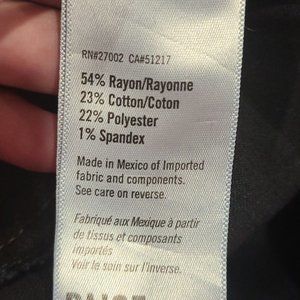 RN#27002 CA#51217
54% Rayon/Rayonne
23% Cotton/Coton
22% Polyester
1% Spandex
Made in Mexico of Imported
fabric and components.
See care on reverse.
Fabriqué aux Mexique à partir
de tissus et composants
importés
Voir le soin sur l'inverse.